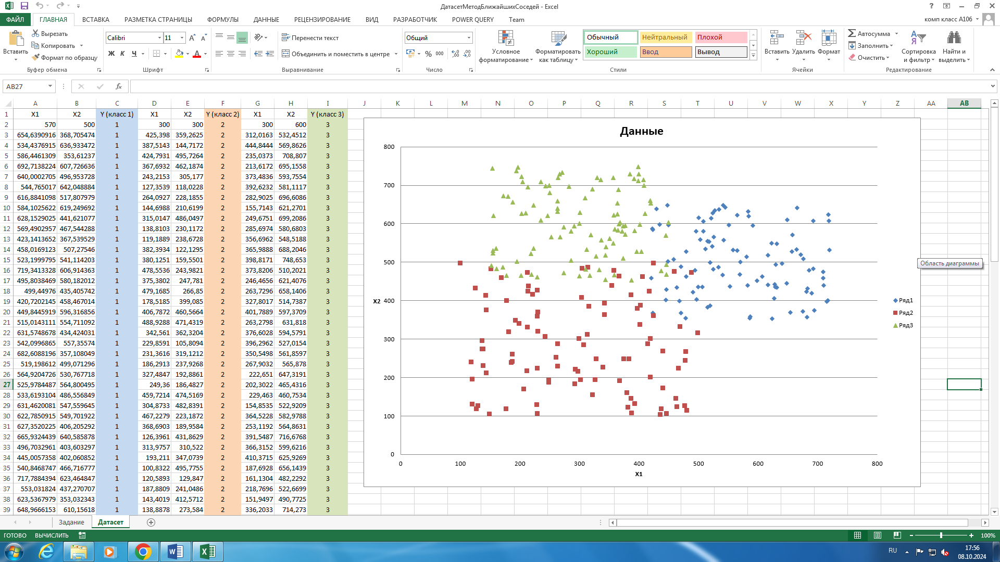 ДатасетМетодБлижайшихСоседей - Excel
ФАЙЛ ГЛАВНАЯ ВСТАВКА РАЗМЕТКА СТРАНИЦЫ ФОРМУЛЫ ДАННЫЕ РЕЦЕНЗИРОВАНИЕ ВИД РАЗРАБОТЧИК POWER QUERY Team комп класс А106
Вставить
Вырезать
Копировать
Формат по образцу
Буфер обмена
Calibri 11
Ж К Ч А
Шрифт
Перенести текст
Объединить и поместить в центре
Выравнивание
Общий
% 000
Число
Условное форматирование
Форматировать как таблицу
Обычный Нейтральный Плохой
Хороший Ввод Вывод
Стили
Вставить Удалить Формат
Ячейки
Автосумма
Заполнить
Очистить
Сортировка и фильтр
Найти и выделить
Редактирование
AB27 fx
A B C D E F G H I J K L M N O P Q R S T U V W X Y Z AA AB
1 X1 X2 Y (класс 1) X1 X2 Y (класс 2) X1 X2 Y (класс 3)
2 570 500 1 300 300 2 300 600 3
3 654,6390916 368,705474 1 425,398 359,2625 2 312,0163 532,4512 3
4 534,4376915 636,933472 1 387,5143 144,7172 2 444,8444 569,8626 3
5 586,4461309 353,61237 1 424,7931 495,7264 2 235,0373 708,807 3
6 692,7138224 607,726636 1 367,6932 462,1874 2 213,6172 695,1558 3
7 640,0002705 496,953728 1 243,2153 305,177 2 373,4836 593,7554 3
8 544,765017 642,048884 1 127,3539 118,0228 2 392,6232 581,1117 3
9 616,8841098 517,807979 1 264,0927 228,1855 2 282,9025 696,6086 3
10 584,1025622 619,249692 1 144,6988 210,6199 2 155,7143 621,2701 3
11 628,1529025 441,621077 1 315,0147 486,0497 2 249,6751 699,2086 3
12 569,4902957 467,544288 1 138,8103 230,1172 2 285,6974 580,6803 3
13 423,1413652 367,539529 1 119,1889 238,6728 2 356,6962 548,5188 3
14 458,0169123 507,27546 1 382,3934 122,1295 2 365,9888 688,2046 3
15 523,1999795 541,114203 1 380,1251 159,5501 2 398,8171 748,653 3
16 719,3413328 606,914363 1 478,5536 243,9821 2 373,8206 510,2021 3
17 495,8038469 580,182012 1 375,3802 247,781 2 246,4656 621,4076 3
18 499,44976 435,405742 1 479,1685 266,85 2 263,7296 658,1406 3
19 420,7202145 458,467014 1 178,5185 399,085 2 327,8017 514,7387 3
20 449,8445919 596,316856 1 406,7872 460,5664 2 401,7889 597,3709 3
21 515,0143111 554,711092 1 488,9288 471,4319 2 263,2798 631,818 3
22 631,5748678 434,424031 1 342,561 362,3204 2 376,6028 594,5791 3
23 542,0996865 557,35574 1 229,8591 105,8094 2 396,2962 527,0154 3
24 682,6088196 357,108049 1 231,3616 319,1212 2 350,5498 561,8597 3
25 519,198612 499,071296 1 186,2913 237,9268 2 267,9032 565,878 3
26 564,9204726 530,767718 1 327,4847 192,8861 2 222,651 647,3191 3
27 525,9784487 564,800495 1 249,36 186,4827 2 202,3022 465,4316 3
28 533,6193104 486,556849 1 459,7214 474,5169 2 229,463 460,7534 3
29 631,4620081 547,559645 1 304,8733 482,8391 2 154,8535 522,9209 3
30 622,7850915 549,701922 1 467,2279 223,1872 2 364,5228 582,9788 3
31 627,3520225 406,205292 1 368,6903 189,9584 2 253,1192 564,8631 3
32 665,9324439 640,585878 1 126,3961 431,8629 2 391,5487 716,6768 3
33 496,7032961 403,603297 1 313,9757 310,522 2 366,3152 599,6216 3
34 445,0057358 402,060852 1 193,211 347,0739 2 410,3715 625,9269 3
35 540,8468747 466,716777 1 100,8322 495,7755 2 187,6928 656,1439 3
36 717,7884394 623,464847 1 120,5893 129,847 2 161,1304 482,2292 3
37 553,031824 437,270707 1 187,8809 241,0486 2 218,7696 522,6699 3
38 623,5367979 353,032343 1 143,4019 412,5712 2 151,9497 490,7725 3
39 648,9666153 610,15618 1 138,8878 273,584 2 336,2033 714,273 3
Данные
800
700
600
500
X2 400
300
200
100
0
0 100 200 300 400 500 600 700 800
X1
Область диаграммы
Ряд1
Ряд2
Ряд3
Задание Датасет
ГОТОВО ВЫЧИСЛИТЬ 100%
RU 17:56
08.10.2024